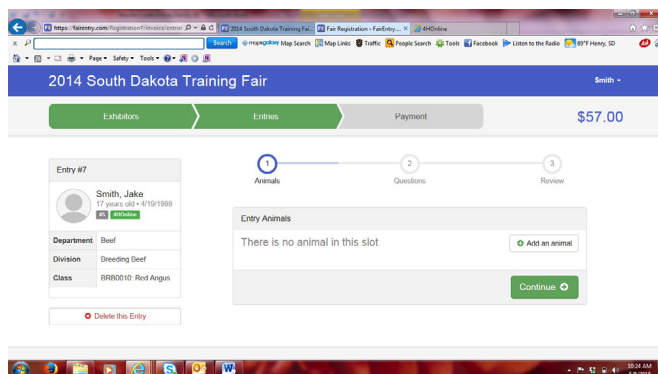 https://fairentry.com/Registration/Invoice/entries
2014 South Dakota Training Fai...
Fair Registration - FairEntry....
4HOnline
Search
mapsgalaxy
Map Search
Map Links
Traffic
People Search
Tools
Facebook
Listen to the Radio
69°F Henry, SD
Page
Safety
Tools
2014 South Dakota Training Fair
Smith
Exhibitors
Entries
Payment
$57.00
Entry #7
Smith, Jake
17 years old • 4/19/1998
#5
4HOnline
Department Beef
Division Breeding Beef
Class BRB0010: Red Angus
Delete this Entry
1
2
3
Animals
Questions
Review
Entry Animals
There is no animal in this slot
Add an animal
Continue
10:24 AM